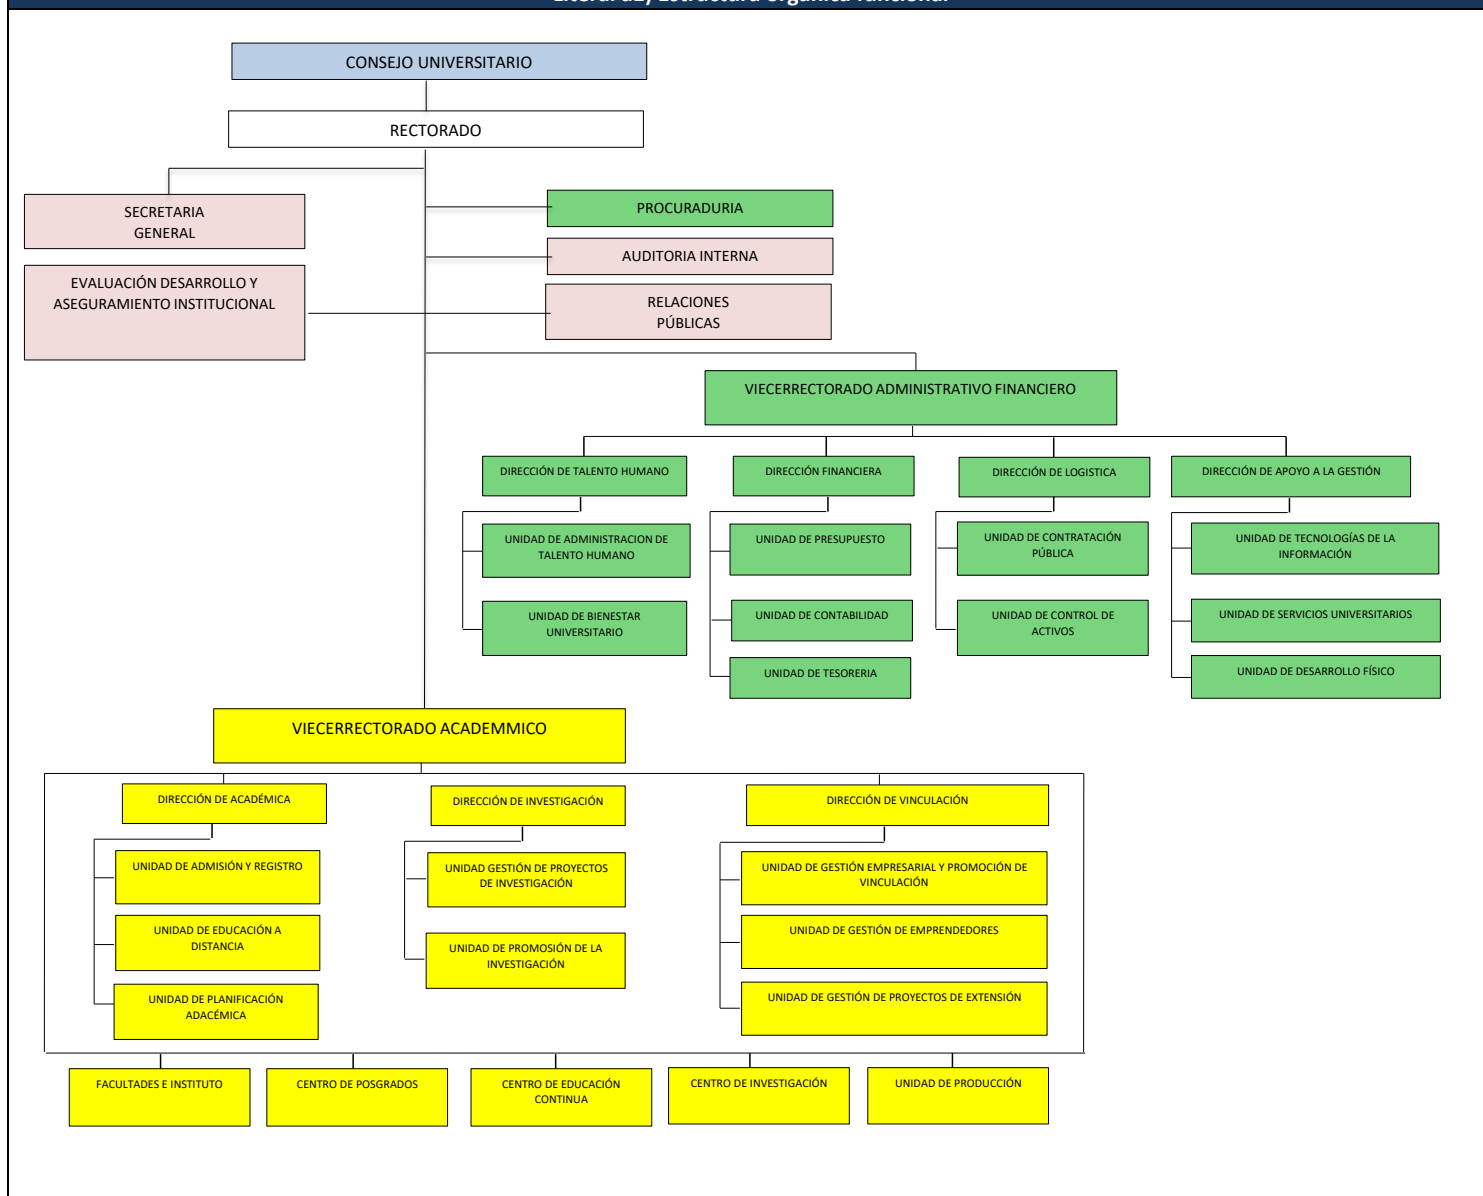 CONSEJO UNIVERSITARIO
RECTORADO
SECRETARIA
GENERAL
PROCURADURIA
AUDITORIA INTERNA
EVALUACIÓN DESARROLLO Y
ASEGURAMIENTO INSTITUCIONAL
RELACIONES
PÚBLICAS
VIECERRECTORADO ADMINISTRATIVO FINANCIERO
DIRECCIÓN DE TALENTO HUMANO
DIRECCIÓN FINANCIERA
DIRECCIÓN DE LOGISTICA
DIRECCIÓN DE APOYO A LA GESTIÓN
UNIDAD DE ADMINISTRACION DE
TALENTO HUMANO
UNIDAD DE PRESUPUESTO
UNIDAD DE CONTRATACIÓN
PÚBLICA
UNIDAD DE TECNOLOGÍAS DE LA
INFORMACIÓN
UNIDAD DE BIENESTAR
UNIVERSITARIO
UNIDAD DE CONTABILIDAD
UNIDAD DE CONTROL DE
ACTIVOS
UNIDAD DE SERVICIOS UNIVERSITARIOS
UNIDAD DE TESORERIA
UNIDAD DE DESARROLLO FÍSICO
VIECERRECTORADO ACADEMMICO
DIRECCIÓN DE ACADÉMICA
DIRECCIÓN DE INVESTIGACIÓN
DIRECCIÓN DE VINCULACIÓN
UNIDAD DE ADMISIÓN Y REGISTRO
UNIDAD GESTIÓN DE PROYECTOS
DE INVESTIGACIÓN
UNIDAD DE GESTIÓN EMPRESARIAL Y PROMOCIÓN DE
VINCULACIÓN
UNIDAD DE EDUCACIÓN A
DISTANCIA
UNIDAD DE PROMOSIÓN DE LA
INVESTIGACIÓN
UNIDAD DE GESTIÓN DE EMPRENDEDORES
UNIDAD DE PLANIFICACIÓN
ADACÉMICA
UNIDAD DE GESTIÓN DE PROYECTOS DE EXTENSIÓN
FACULTADES E INSTITUTO
CENTRO DE POSGRADOS
CENTRO DE EDUCACIÓN
CONTINUA
CENTRO DE INVESTIGACIÓN
UNIDAD DE PRODUCCIÓN